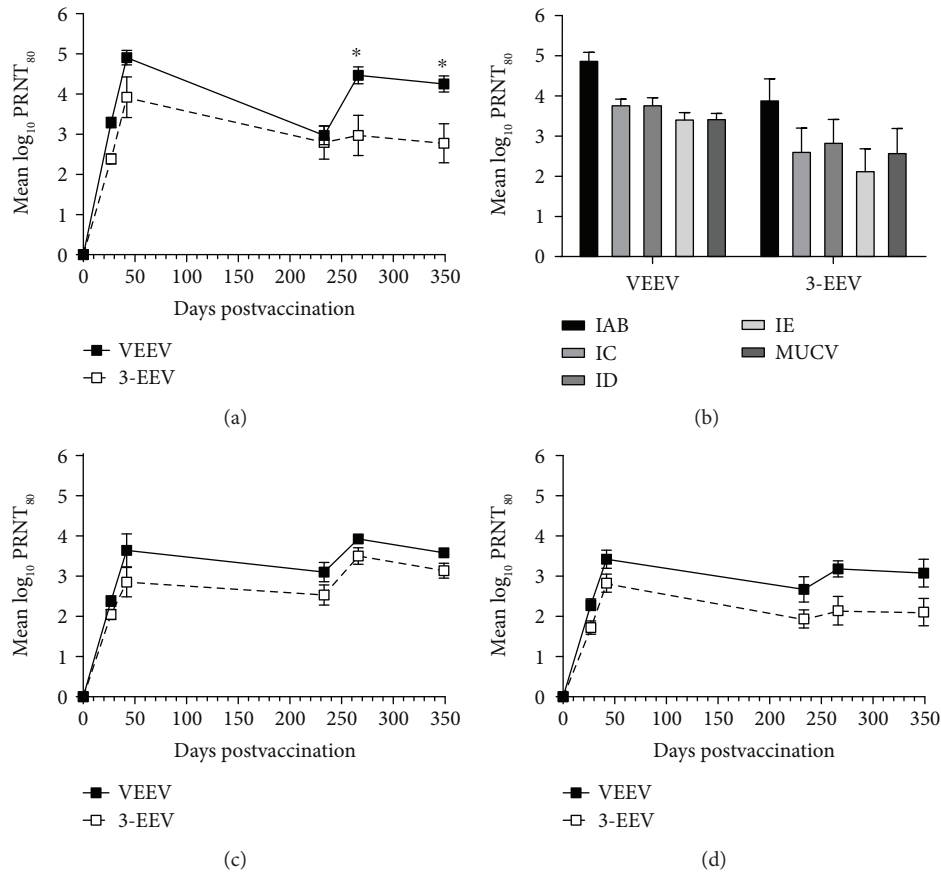 6
5
4
3
2
1
0
Mean log₁₀ PRNT₈₀
*
*
0 50 100 150 200 250 300 350
Days postvaccination
VEEV
3-EEV
(a)
6
5
4
3
2
1
0
Mean log₁₀ PRNT₈₀
VEEV 3-EEV
IAB IE
IC MUCV
ID
(b)
6
5
4
3
2
1
0
Mean log₁₀ PRNT₈₀
0 50 100 150 200 250 300 350
Days postvaccination
VEEV
3-EEV
(c)
6
5
4
3
2
1
0
Mean log₁₀ PRNT₈₀
0 50 100 150 200 250 300 350
Days postvaccination
VEEV
3-EEV
(d)